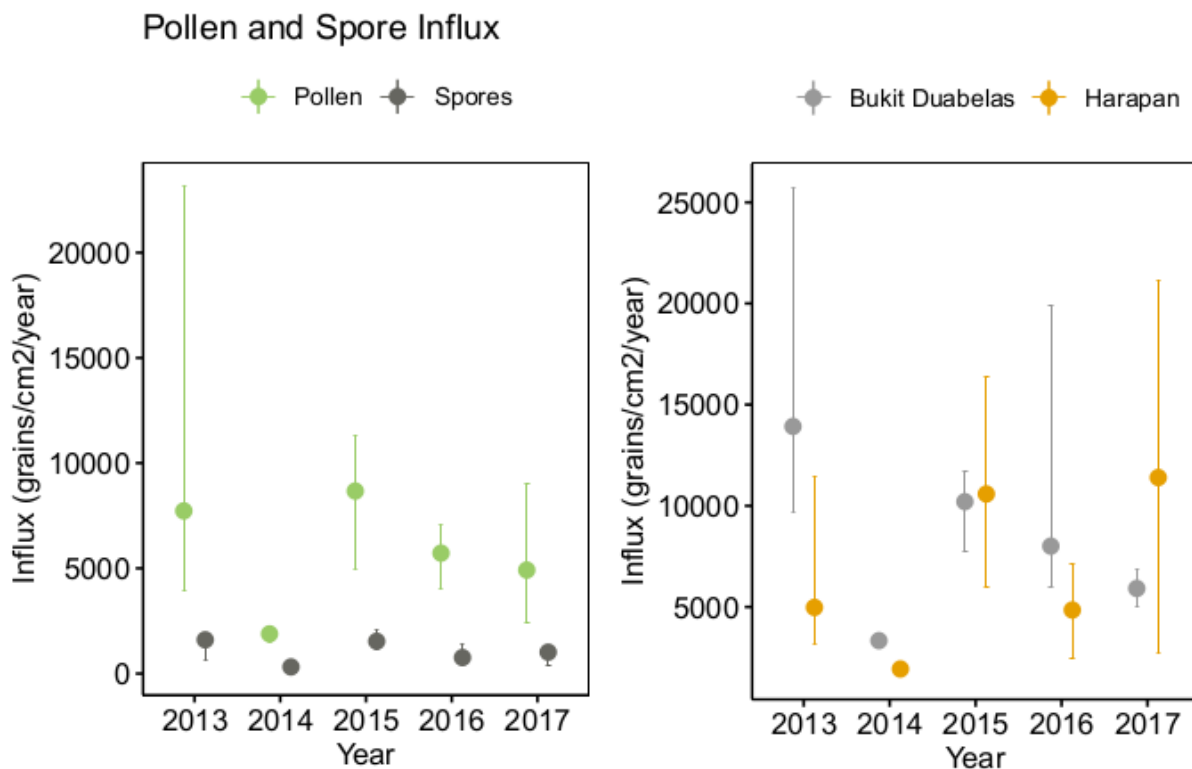 Pollen and Spore Influx
Pollen Spores
Influx (grains/cm2/year)
20000
15000
10000
5000
0
2013 2014 2015 2016 2017
Year
Bukit Duabelas Harapan
Influx (grains/cm2/year)
25000
20000
15000
10000
5000
2013 2014 2015 2016 2017
Year